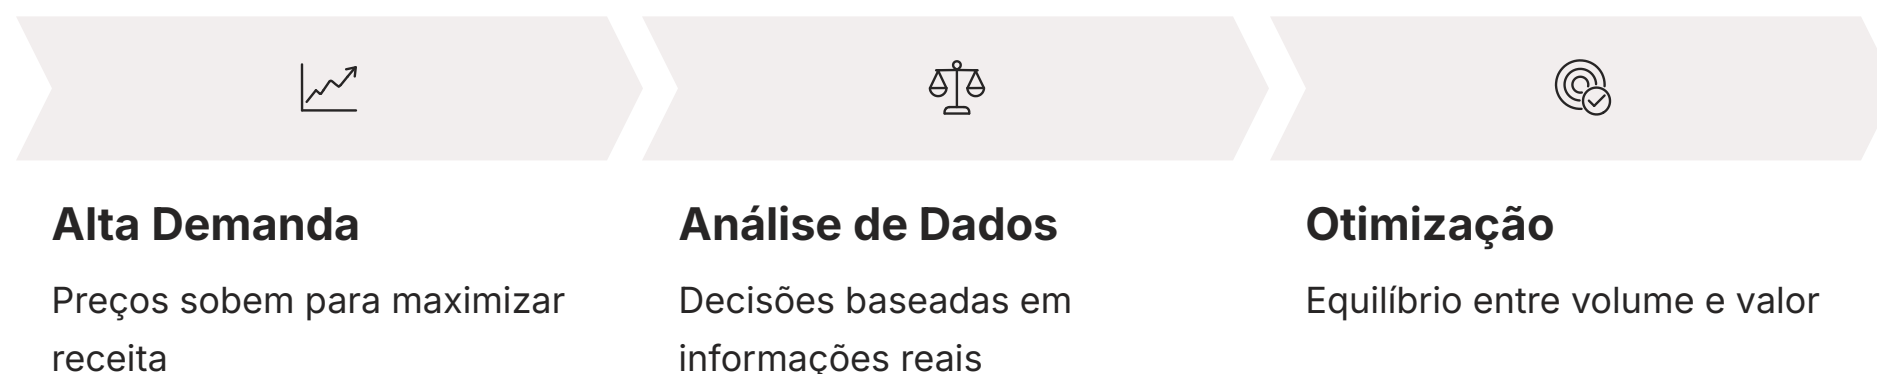 Alta Demanda
Preços sobem para maximizar
receita
Análise de Dados
Decisões baseadas em
informações reais
Otimização
Equilíbrio entre volume e valor